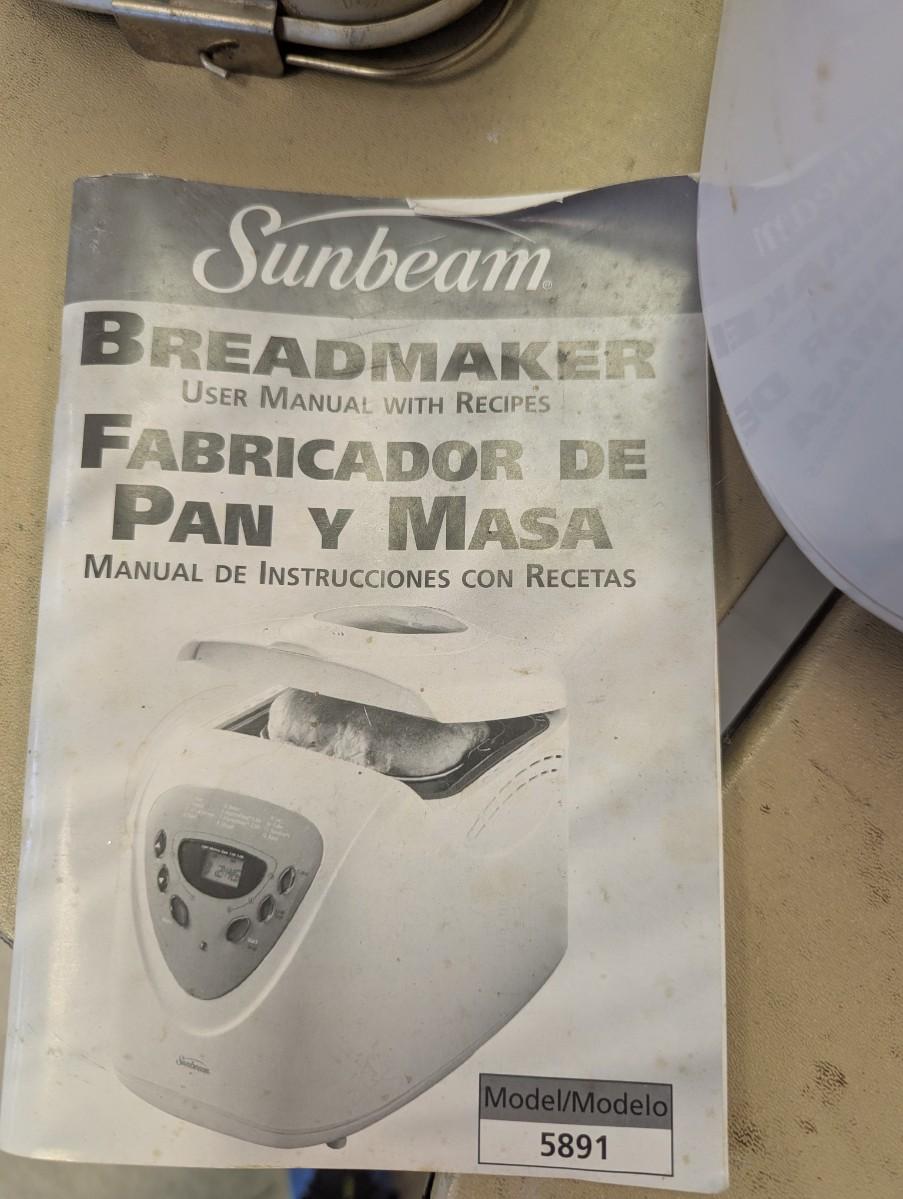 Sunbeam®
BREADMAKER
USER MANUAL WITH RECIPES
FABRICADOR DE
PAN Y MASA
MANUAL DE INSTRUCCIONES CON RECETAS
Sunbeam
Model/Modelo
5891